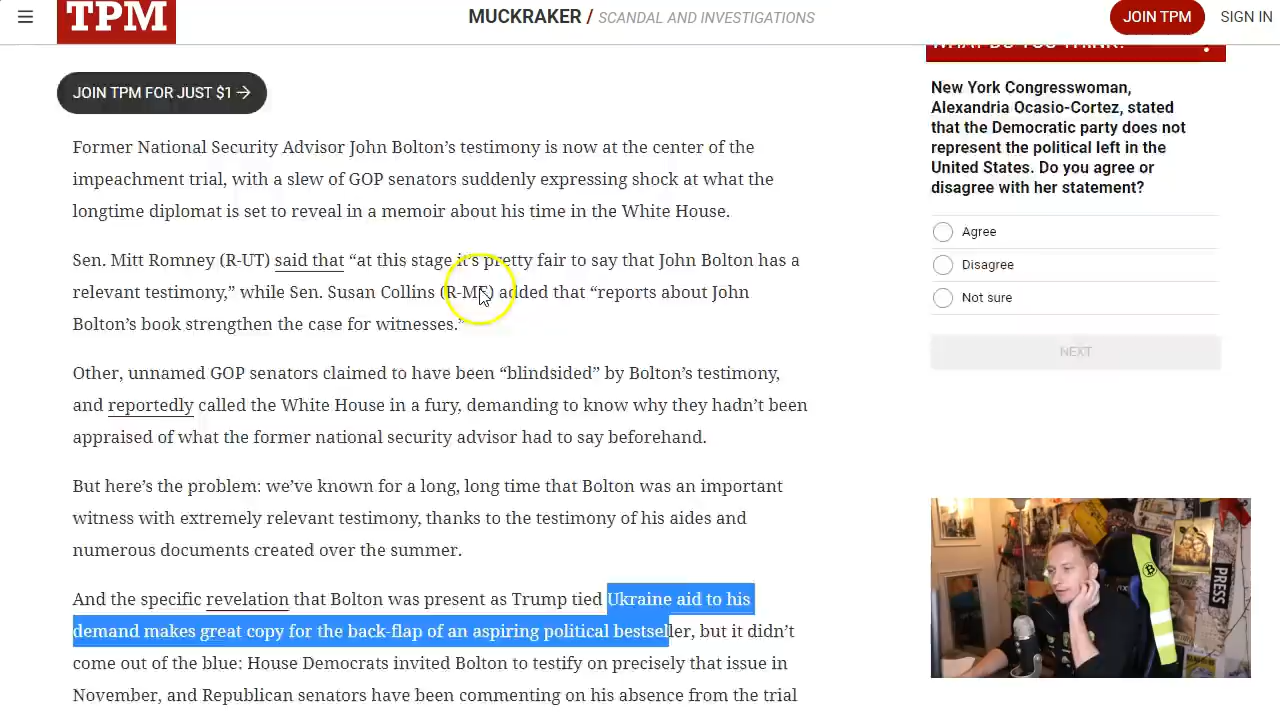 TPM
MUCKRAKER / SCANDAL AND INVESTIGATIONS
JOIN TPM
SIGN IN
JOIN TPM FOR JUST $1 →
Former National Security Advisor John Bolton’s testimony is now at the center of the
impeachment trial, with a slew of GOP senators suddenly expressing shock at what the
longtime diplomat is set to reveal in a memoir about his time in the White House.
Sen. Mitt Romney (R-UT) said that “at this stage it’s pretty fair to say that John Bolton has a
relevant testimony,” while Sen. Susan Collins (R-ME) added that “reports about John
Bolton’s book strengthen the case for witnesses.”
Other, unnamed GOP senators claimed to have been “blindsided” by Bolton’s testimony,
and reportedly called the White House in a fury, demanding to know why they hadn’t been
appraised of what the former national security advisor had to say beforehand.
But here’s the problem: we’ve known for a long, long time that Bolton was an important
witness with extremely relevant testimony, thanks to the testimony of his aides and
numerous documents created over the summer.
And the specific revelation that Bolton was present as Trump tied Ukraine aid to his
demand makes great copy for the back-flap of an aspiring political bestseller, but it didn’t
come out of the blue: House Democrats invited Bolton to testify on precisely that issue in
November, and Republican senators have been commenting on his absence from the trial
WHAT DO YOU THINK?
New York Congresswoman,
Alexandria Ocasio-Cortez, stated
that the Democratic party does not
represent the political left in the
United States. Do you agree or
disagree with her statement?
Agree
Disagree
Not sure
NEXT
PRESS